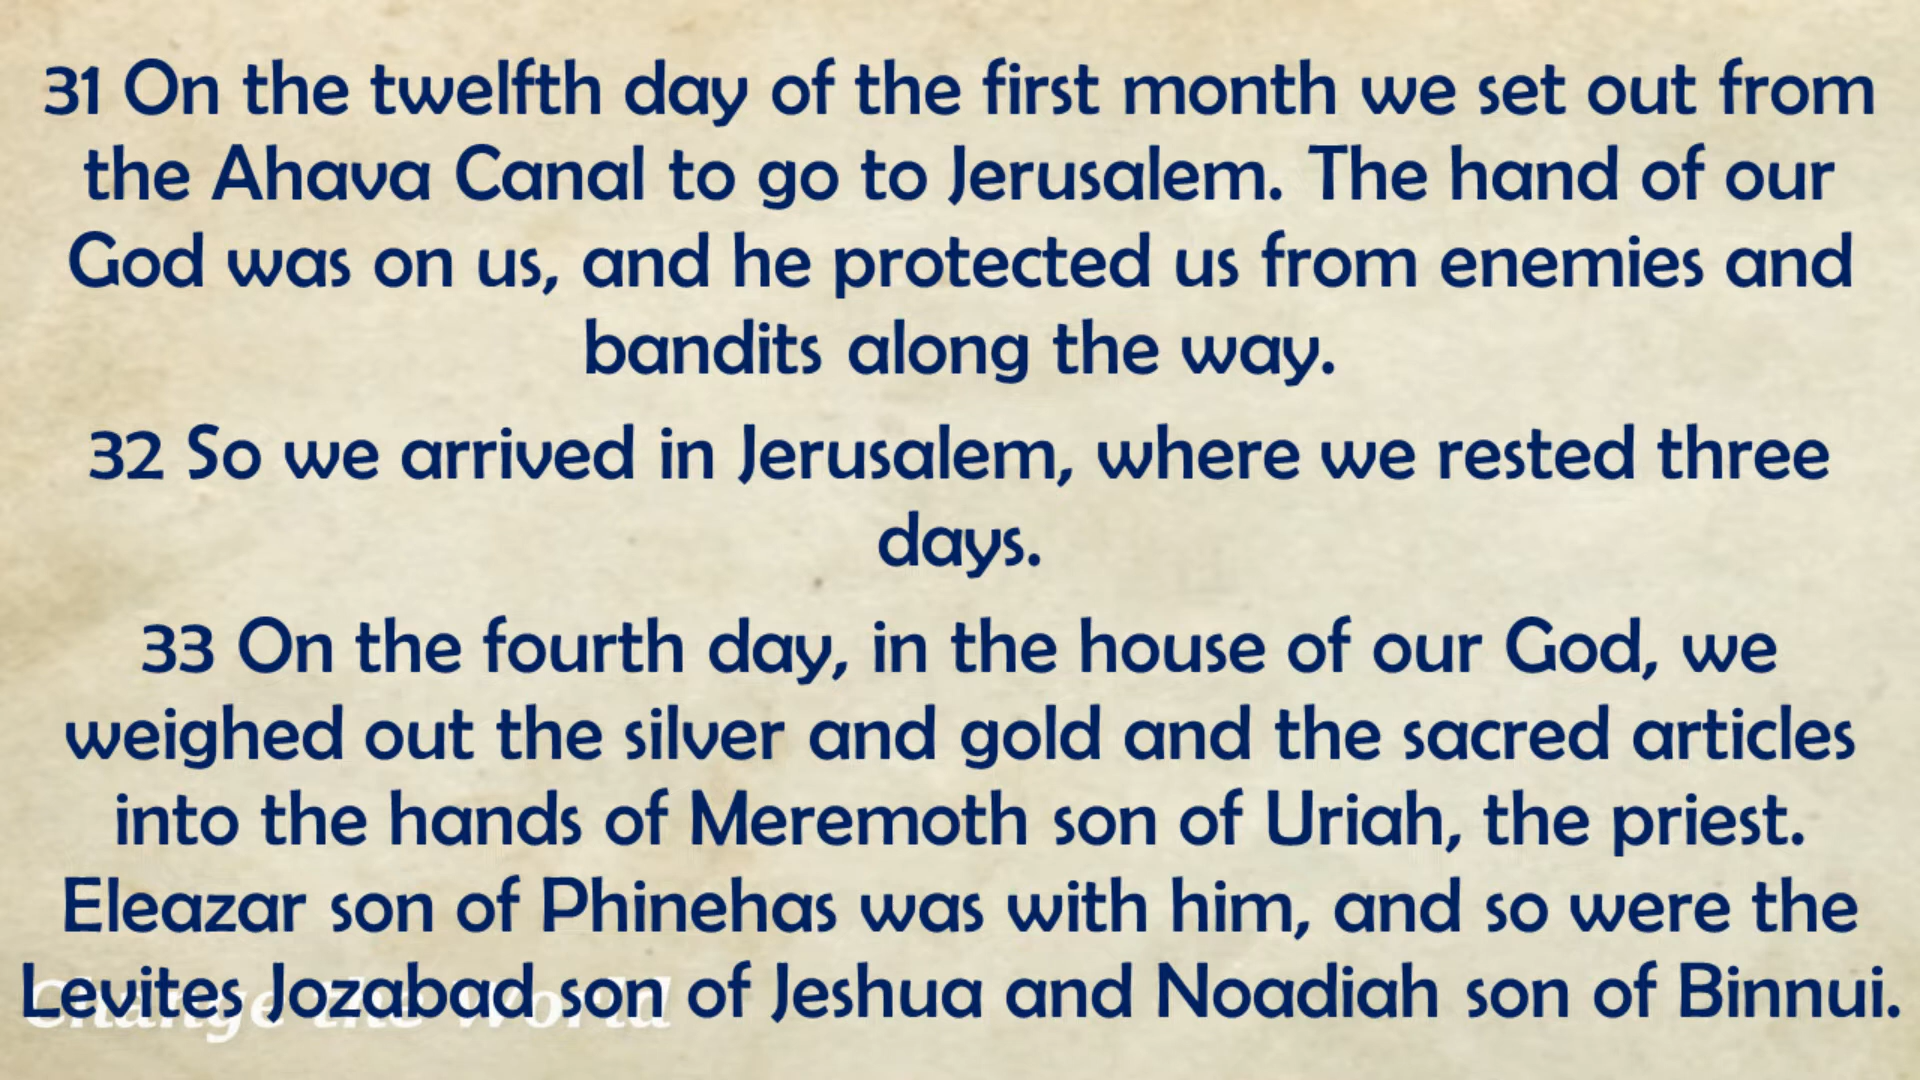 31 On the twelfth day of the first month we set out from
the Ahava Canal to go to Jerusalem. The hand of our
God was on us, and he protected us from enemies and
bandits along the way.
32 So we arrived in Jerusalem, where we rested three
days.
33 On the fourth day, in the house of our God, we
weighed out the silver and gold and the sacred articles
into the hands of Meremoth son of Uriah, the priest.
Eleazar son of Phinehas was with him, and so were the
Levites Jozabad son of Jeshua and Noadiah son of Binnui.
Change the World